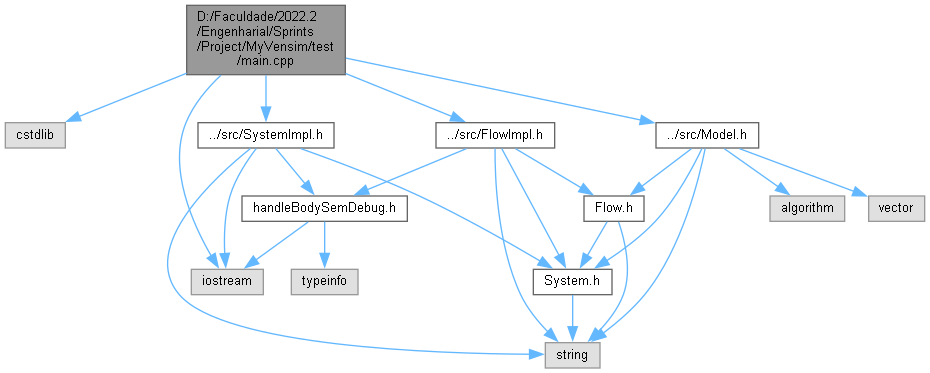 D:/Faculdade/2022.2
/Engenharial/Sprints
/Project/MyVensim/test
/main.cpp
cstdlib
../src/SystemImpl.h
../src/FlowImpl.h
../src/Model.h
handleBodySemDebug.h
Flow.h
algorithm
vector
iostream
typeinfo
System.h
string